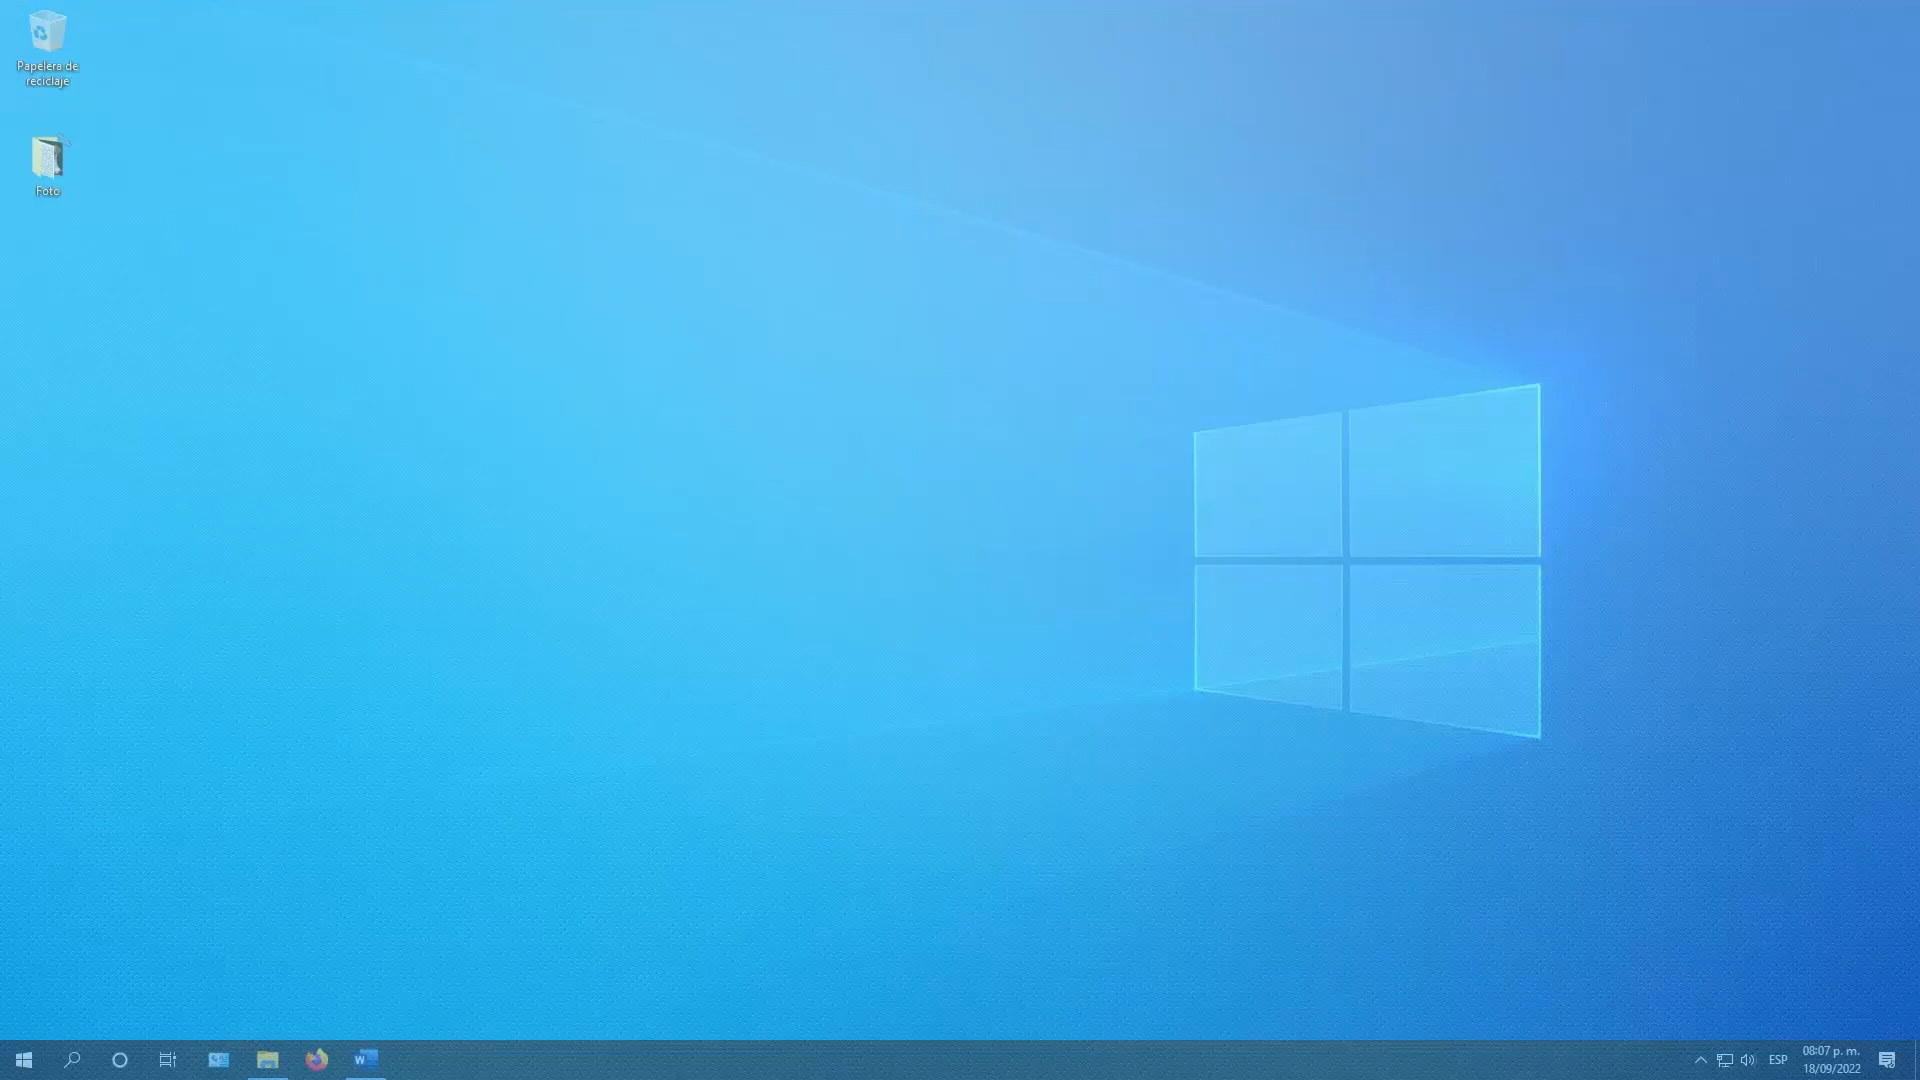 Papelera de
reciclaje
Foto
W
ESP
08:07 p. m.
18/09/2022